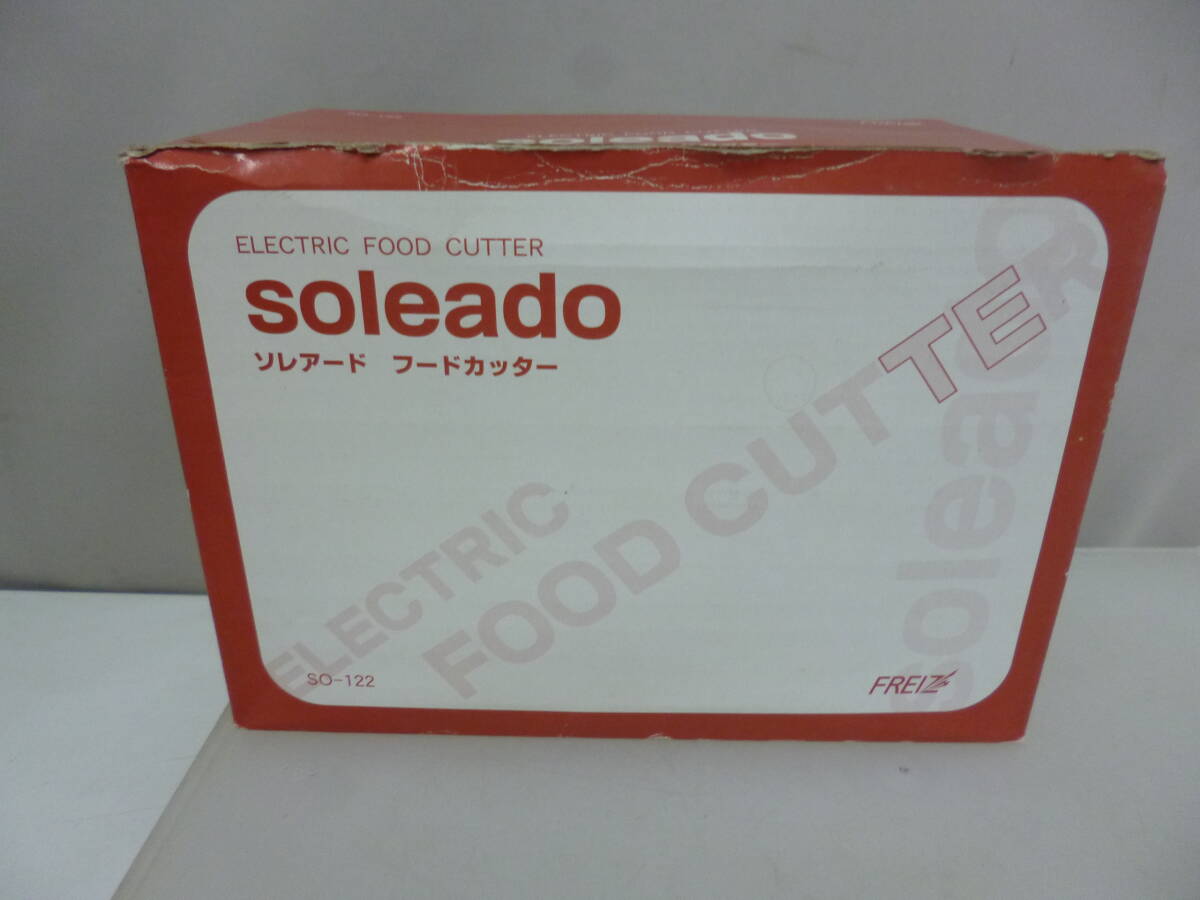 ELECTRIC FOOD CUTTER
soleado
ソレアード フードカッター
ELECTRIC
FOOD CUTTER
soleado
SO-122
FREIZ
soleado